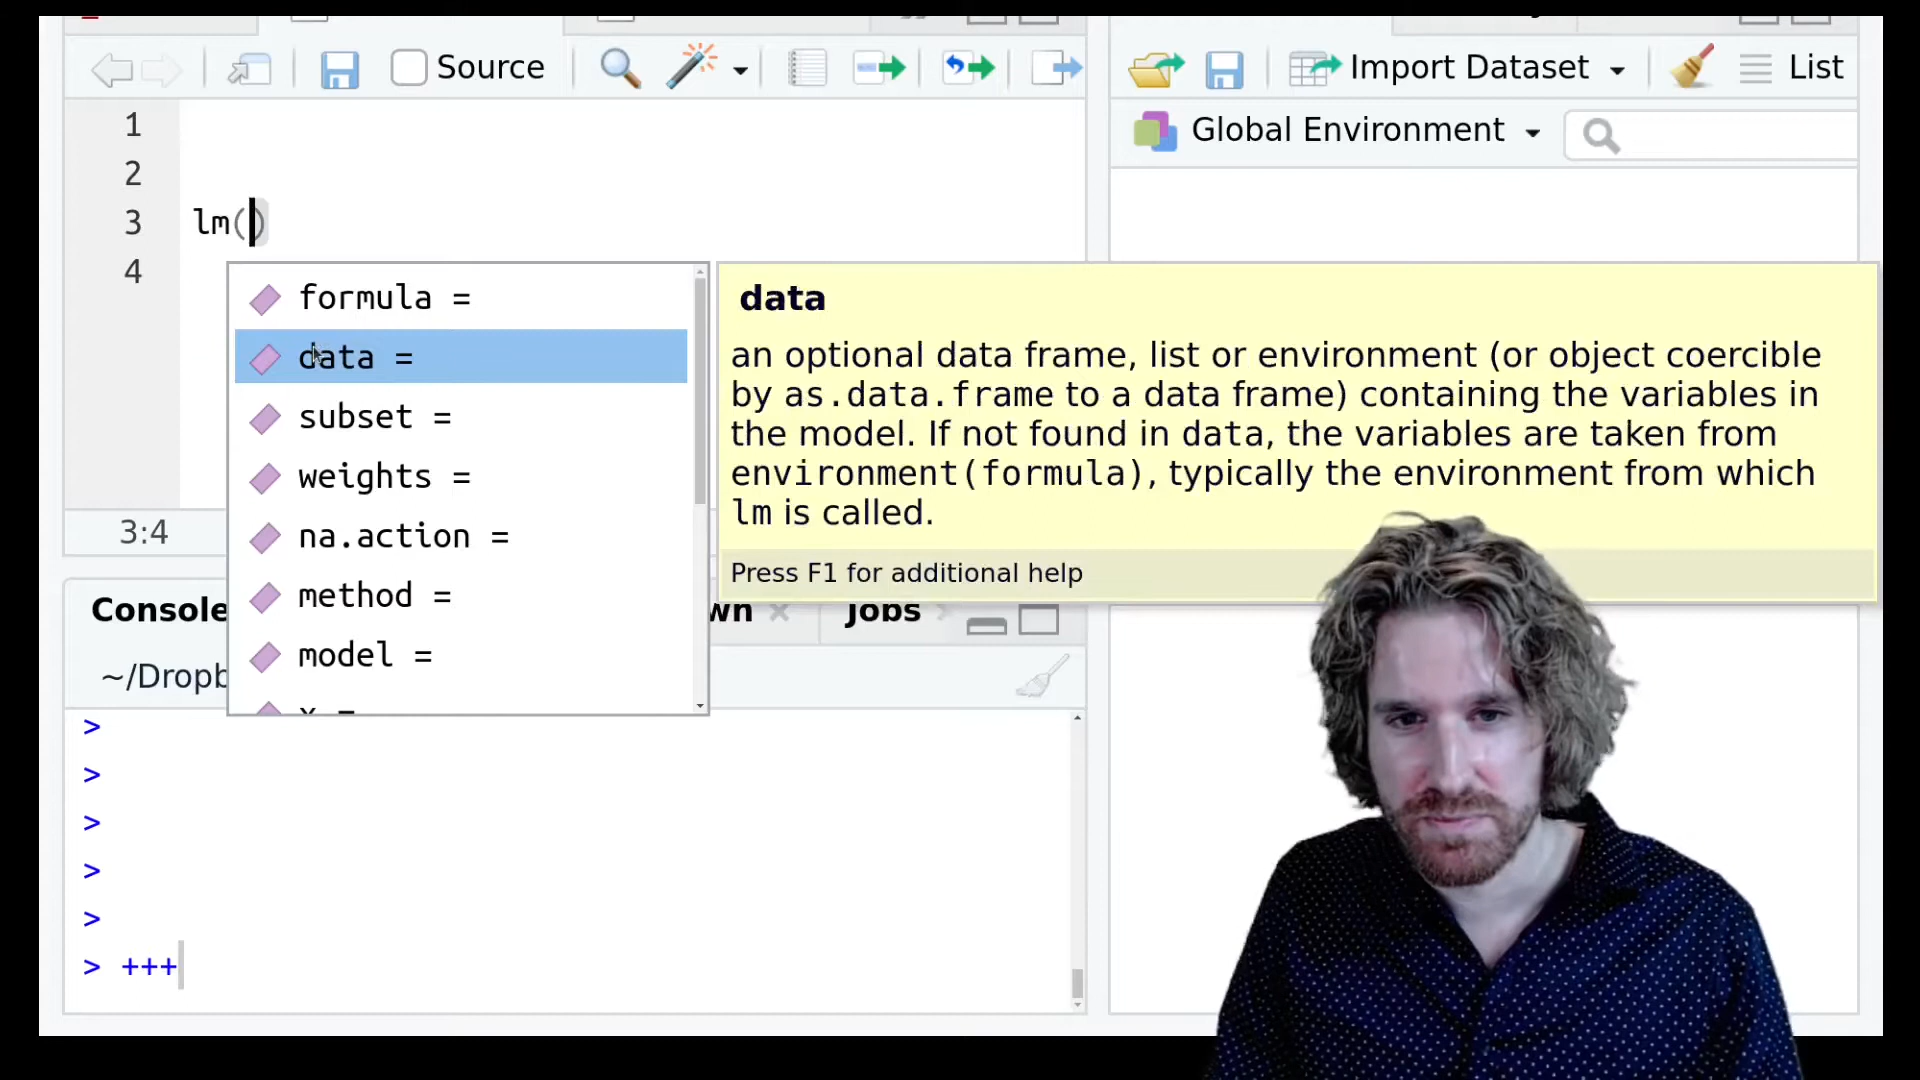 Source
Import Dataset
List
Global Environment
1
2
3 lm()
4
formula =
data =
subset =
weights =
na.action =
method =
model =
x =
data
an optional data frame, list or environment (or object coercible
by as.data.frame to a data frame) containing the variables in
the model. If not found in data, the variables are taken from
environment(formula), typically the environment from which
lm is called.
Press F1 for additional help
3:4
Console
wn
Jobs
~/Dropb
>
>
>
>
>
> +++